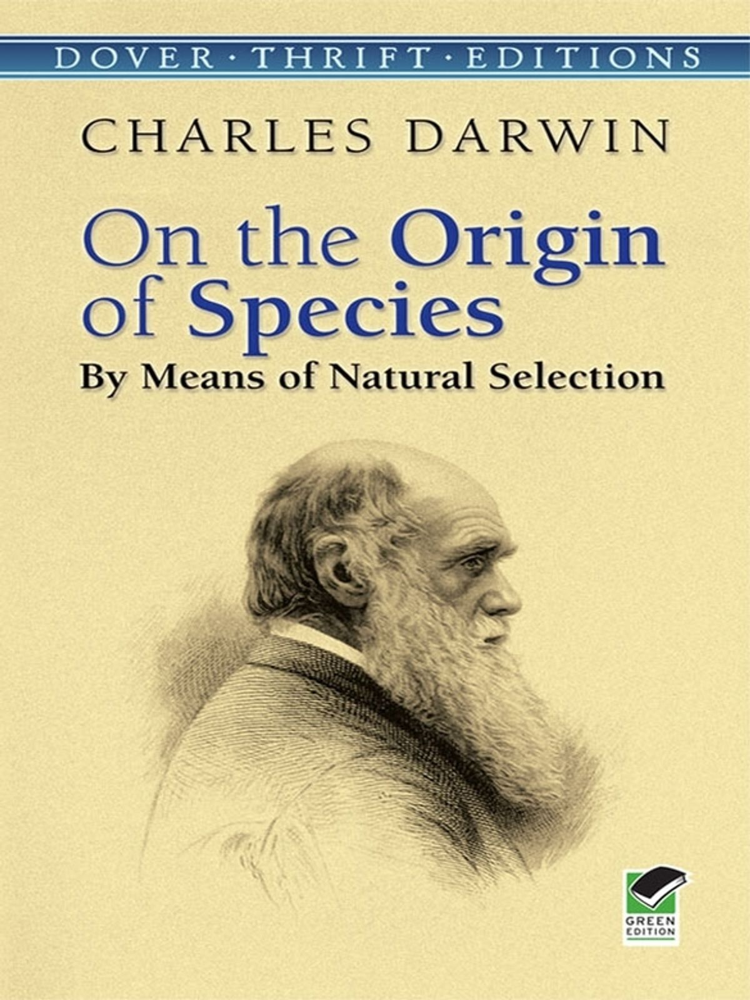 DOVER · THRIFT · EDITIONS
CHARLES DARWIN
On the Origin
of Species
By Means of Natural Selection
GREEN
EDITION